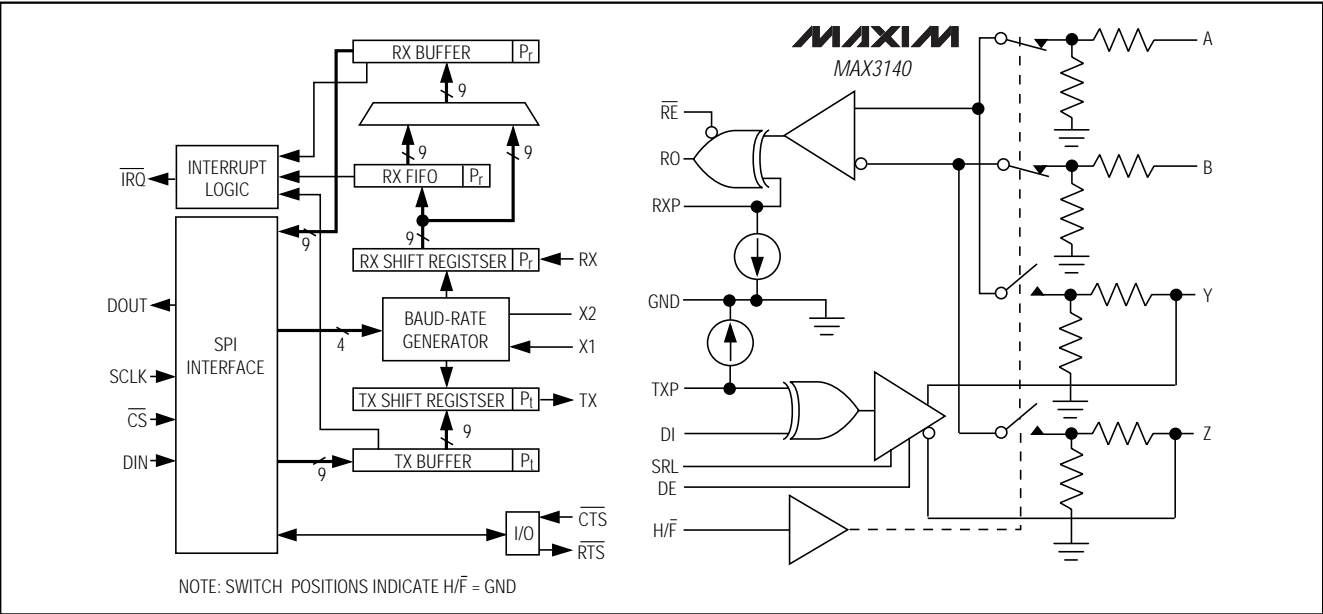 RX BUFFER Pr
9
9
9
RX FIFO Pr
INTERRUPT
LOGIC
IRQ
9
9
RX SHIFT REGISTSER Pr
RX
DOUT
SPI
INTERFACE
4
BAUD-RATE
GENERATOR
X2
X1
SCLK
CS
DIN
TX SHIFT REGISTSER Pt
TX
9
9
TX BUFFER Pt
I/O
CTS
RTS
NOTE: SWITCH POSITIONS INDICATE H/F̅ = GND
MAXIM
MAX3140
RE
RO
RXP
GND
TXP
DI
SRL
DE
H/F̅
A
B
Y
Z